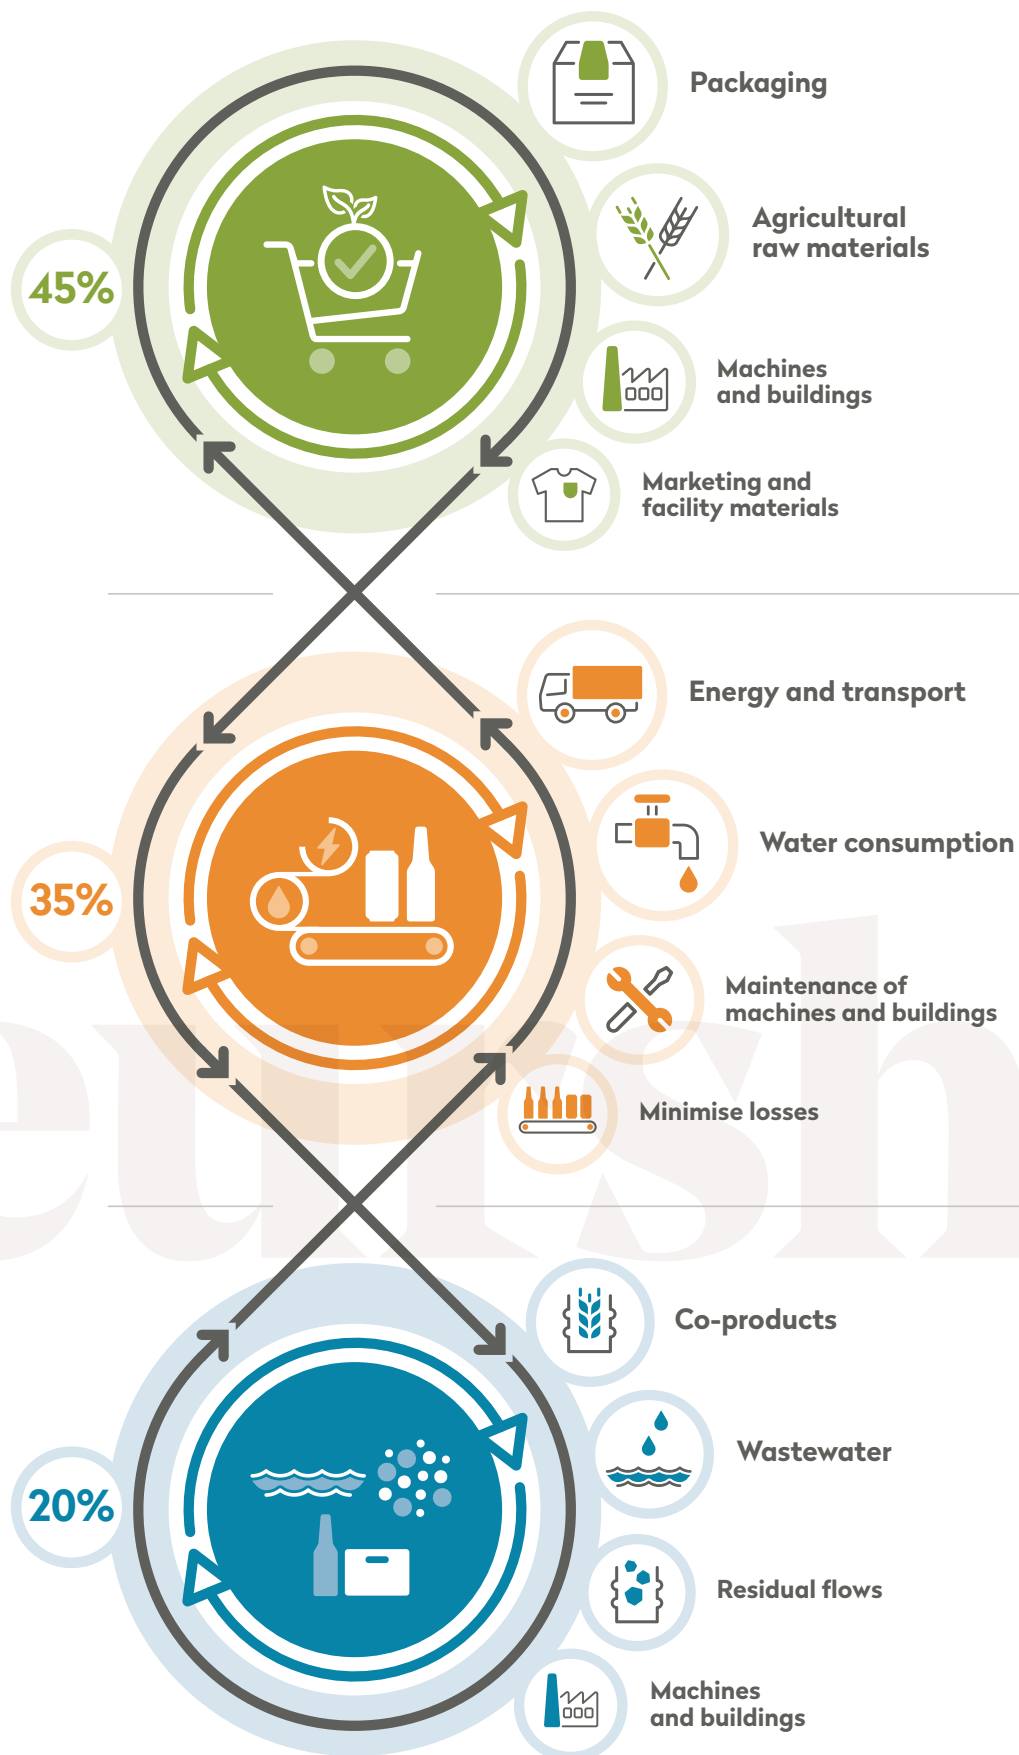 Packaging
Agricultural
raw materials
45%
Machines
and buildings
Marketing and
facility materials
Energy and transport
Water consumption
35%
Maintenance of
machines and buildings
Minimise losses
Co-products
Wastewater
20%
Residual flows
Machines
and buildings